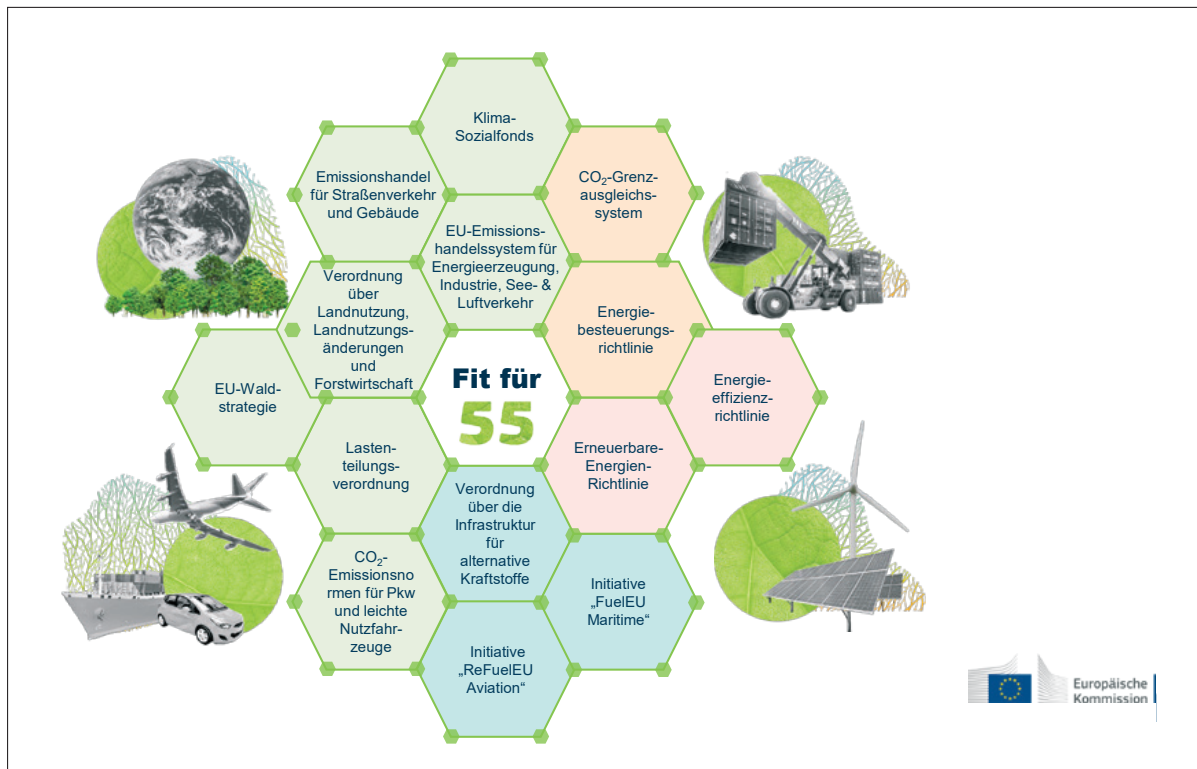 Klima-
Sozialfonds
Emissionshandel
für Straßenverkehr
und Gebäude
CO₂-Grenz-
ausgleichs-
system
EU-Emissions-
handelssystem für
Energieerzeugung,
Industrie, See- &
Luftverkehr
Verordnung
über
Landnutzung,
Landnutzungs-
änderungen
und
Forstwirtschaft
Energie-
besteuerungs-
richtlinie
EU-Wald-
strategie
Fit für
55
Energie-
effizienz-
richtlinie
Lasten-
teilungs-
verordnung
Erneuerbare-
Energien-
Richtlinie
Verordnung
über die
Infrastruktur
für
alternative
Kraftstoffe
CO₂-
Emissionsno
rmen für Pkw
und leichte
Nutzfahr-
zeuge
Initiative
„FuelEU
Maritime“
Initiative
„ReFuelEU
Aviation“
Europäische
Kommission